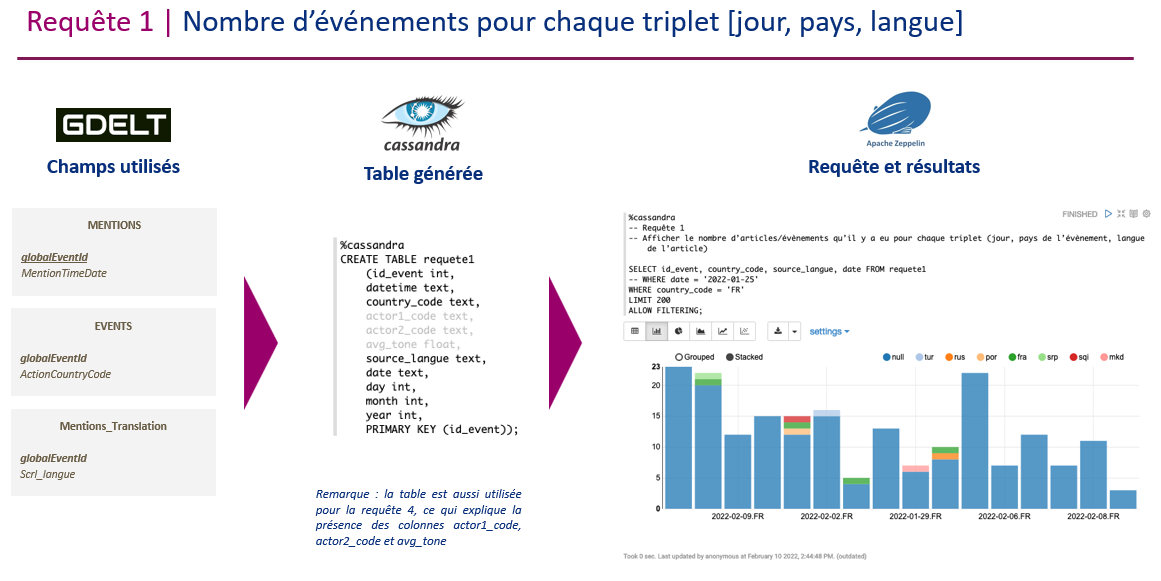 Requête 1 | Nombre d’événements pour chaque triplet [jour, pays, langue]
GDELT
Champs utilisés
MENTIONS
globalEventId
MentionTimeDate
EVENTS
globalEventId
ActionCountryCode
Mentions_Translation
globalEventId
Scrl_langue
cassandra
Table générée
%cassandra
CREATE TABLE requete1
(id_event int,
datetime text,
country_code text,
actor1_code text,
actor2_code text,
avg_tone float,
source_langue text,
date text,
day int,
month int,
year int,
PRIMARY KEY (id_event));
Remarque : la table est aussi utilisée
pour la requête 4, ce qui explique la
présence des colonnes actor1_code,
actor2_code et avg_tone
Apache Zeppelin
Requête et résultats
FINISHED
%cassandra
-- Requête 1
-- Afficher le nombre d’articles/évènements qu’il y a eu pour chaque triplet (jour, pays de l’évènement, langue
de l’article)
SELECT id_event, country_code, source_langue, date FROM requete1
-- WHERE date = '2022-01-25'
WHERE country_code = 'FR'
LIMIT 200
ALLOW FILTERING;
settings
Grouped Stacked
null tur rus por fra srp sqi mkd
23
20
15
10
5
0
2022-02-09.FR 2022-02-02.FR 2022-01-29.FR 2022-02-06.FR 2022-02-08.FR
Took 0 sec. Last updated by anonymous at February 10 2022, 2:44:48 PM. (outdated)